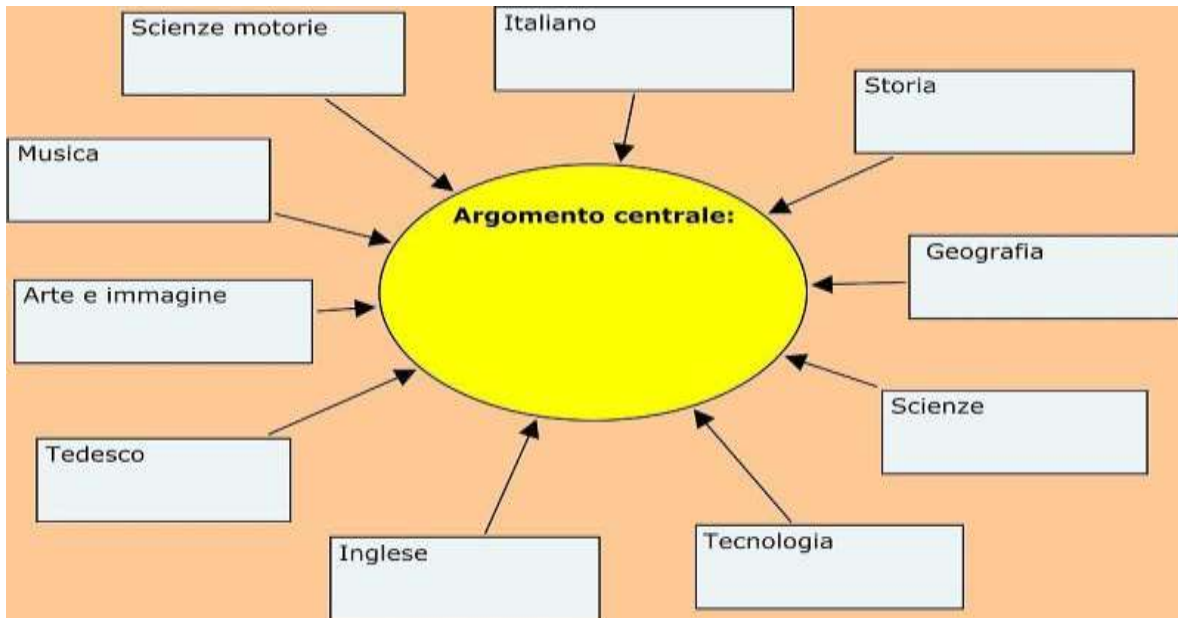 Scienze motorie
Italiano
Storia
Musica
Argomento centrale:
Geografia
Arte e immagine
Scienze
Tedesco
Tecnologia
Inglese